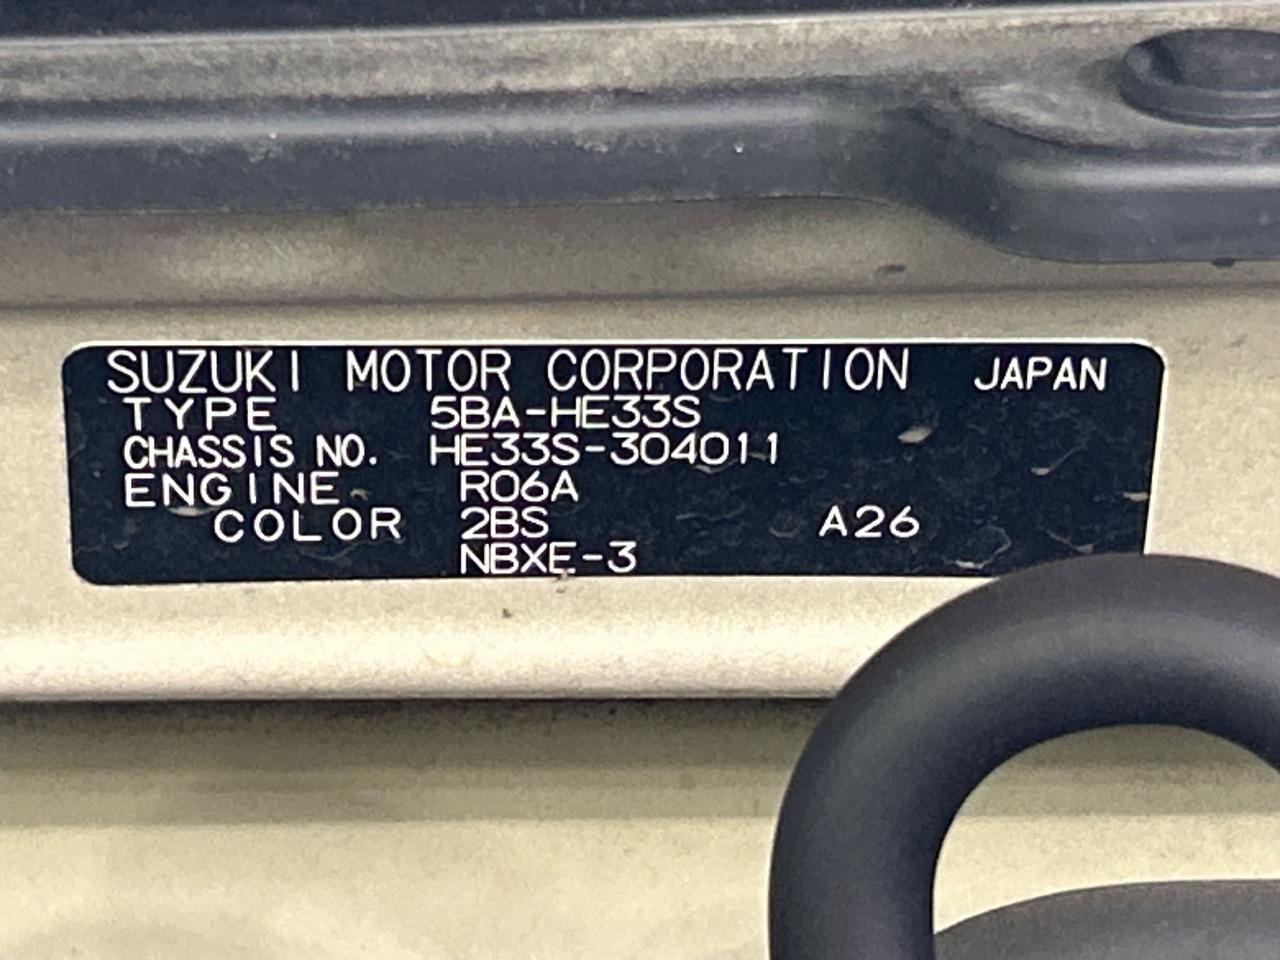 SUZUKI MOTOR CORPORATION JAPAN
TYPE 5BA-HE33S
CHASSIS NO. HE33S-304011
ENGINE R06A
COLOR 2BS A26
NBXE-3